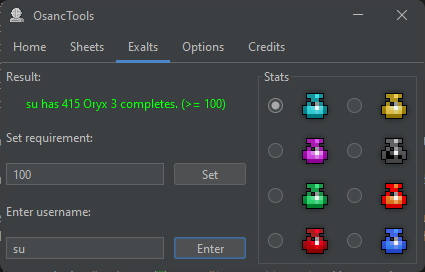 OsancTools
Home Sheets Exalts Options Credits
Result:
su has 415 Oryx 3 completes. (>= 100)
Set requirement:
100 Set
Enter username:
su Enter
Stats